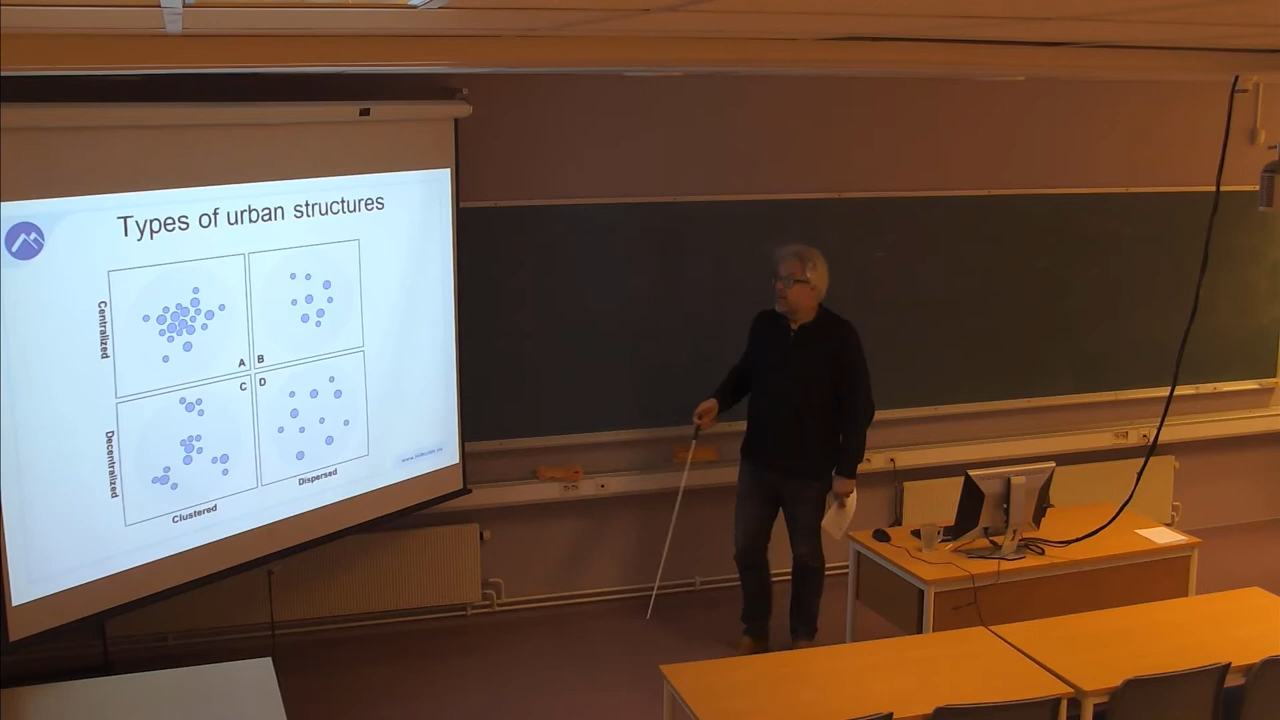 Types of urban structures
Centralized
A
B
C
D
Decentralized
Clustered
Dispersed